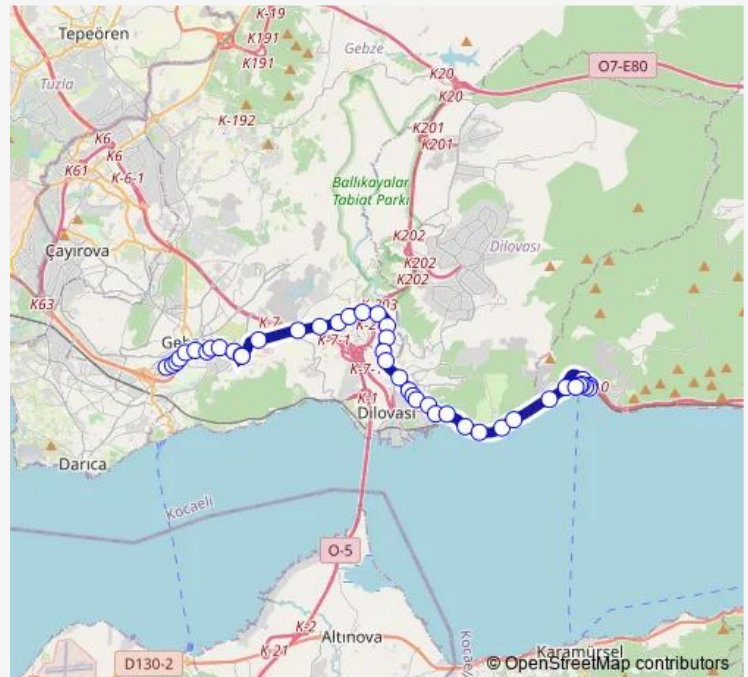 K-19
Tepeören
K191
K191
Gebze
K20
K20
O7-E80
Tuzla
K-192
K6
K6
K61
K-6-1
K201
K201
Ballıkayalar
Tabiat Parkı
K202
K202
K202
Dilovası
Çayırova
K63
K-7
K-7-1
K-1
Dilovası
Darıca
Kocaeli
O-5
K-2
K-21
Altınova
D130-2
Karamürsel
© OpenStreetMap contributors